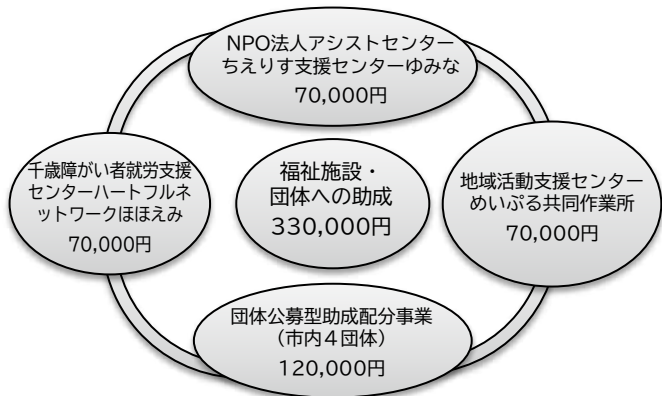 NPO法人アシストセンター
ちえりす支援センターゆみな
70,000円
千歳障がい者就労支援
センターハートフルネ
ットワークほほえみ
70,000円
福祉施設・
団体への助成
330,000円
地域活動支援センター
めいぷる共同作業所
70,000円
団体公募型助成配分事業
（市内４団体）
120,000円